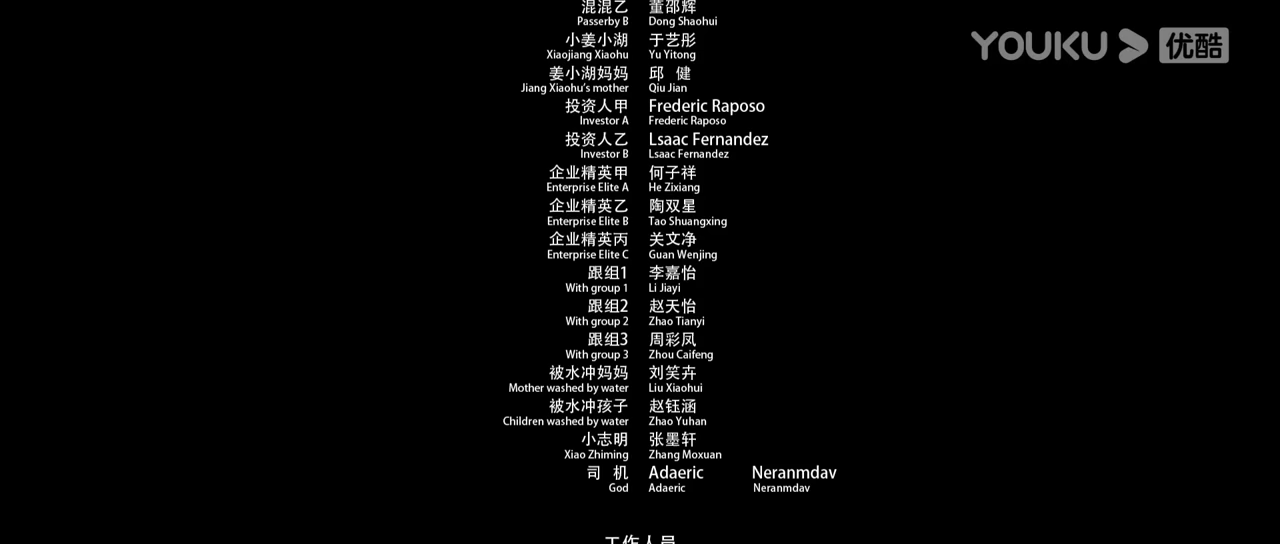 混混乙 董邵辉
Passerby B Dong Shaohui
YOUKU 优酷
小姜小湖 于艺彤
Xiaojiang Xiaohu Yu Yitong
姜小湖妈妈 邱 健
Jiang Xiaohu's mother Qiu Jian
投资人甲 Frederic Raposo
Investor A Frederic Raposo
投资人乙 Lsaac Fernandez
Investor B Lsaac Fernandez
企业精英甲 何子祥
Enterprise Elite A He Zixiang
企业精英乙 陶双星
Enterprise Elite B Tao Shuangxing
企业精英丙 关文净
Enterprise Elite C Guan Wenjing
跟组1 李嘉怡
With group 1 Li Jiayi
跟组2 赵天怡
With group 2 Zhao Tianyi
跟组3 周彩凤
With group 3 Zhou Caifeng
被水冲妈妈 刘笑卉
Mother washed by water Liu Xiaohui
被水冲孩子 赵钰涵
Children washed by water Zhao Yuhan
小志明 张墨轩
Xiao Zhiming Zhang Moxuan
司 机 Adaeric Neranmdav
God Adaeric Neranmdav
工作人员